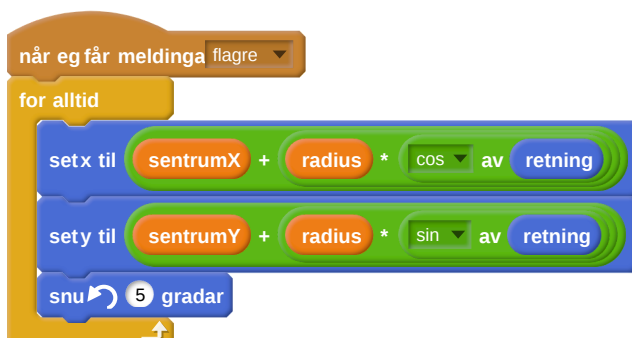 når eg får meldinga flagre
for alltid
set x til sentrumX + radius * cos av retning
set y til sentrumY + radius * sin av retning
snu 5 gradar